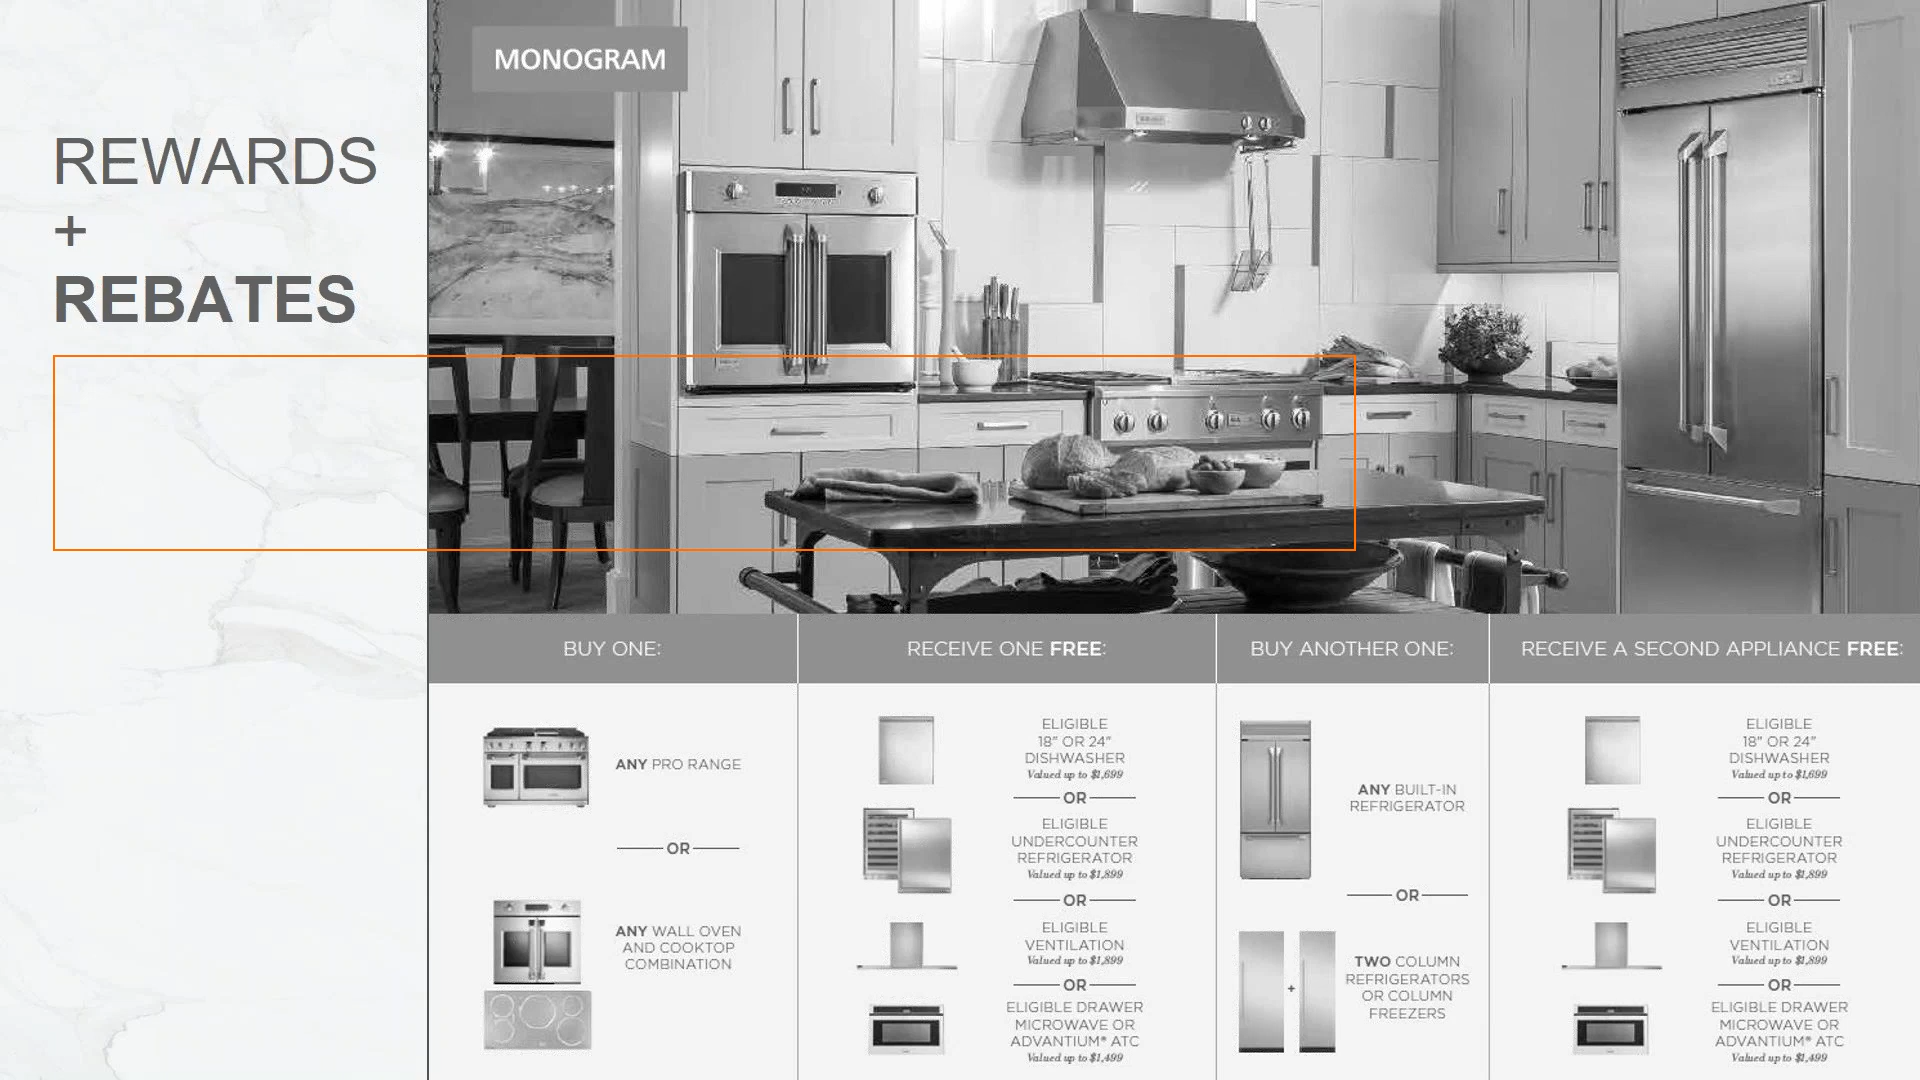 REWARDS
+
REBATES
MONOGRAM
BUY ONE:
RECEIVE ONE FREE:
BUY ANOTHER ONE:
RECEIVE A SECOND APPLIANCE FREE:
ANY PRO RANGE
OR
ANY WALL OVEN
AND COOKTOP
COMBINATION
ELIGIBLE
18" OR 24"
DISHWASHER
Valued up to $1,699
OR
ELIGIBLE
UNDERCOUNTER
REFRIGERATOR
Valued up to $1,899
OR
ELIGIBLE
VENTILATION
Valued up to $1,899
OR
ELIGIBLE DRAWER
MICROWAVE OR
ADVANTIUM® ATC
Valued up to $1,499
ANY BUILT-IN
REFRIGERATOR
OR
+
TWO COLUMN
REFRIGERATORS
OR COLUMN
FREEZERS
ELIGIBLE
18" OR 24"
DISHWASHER
Valued up to $1,699
OR
ELIGIBLE
UNDERCOUNTER
REFRIGERATOR
Valued up to $1,899
OR
ELIGIBLE
VENTILATION
Valued up to $1,899
OR
ELIGIBLE DRAWER
MICROWAVE OR
ADVANTIUM® ATC
Valued up to $1,499